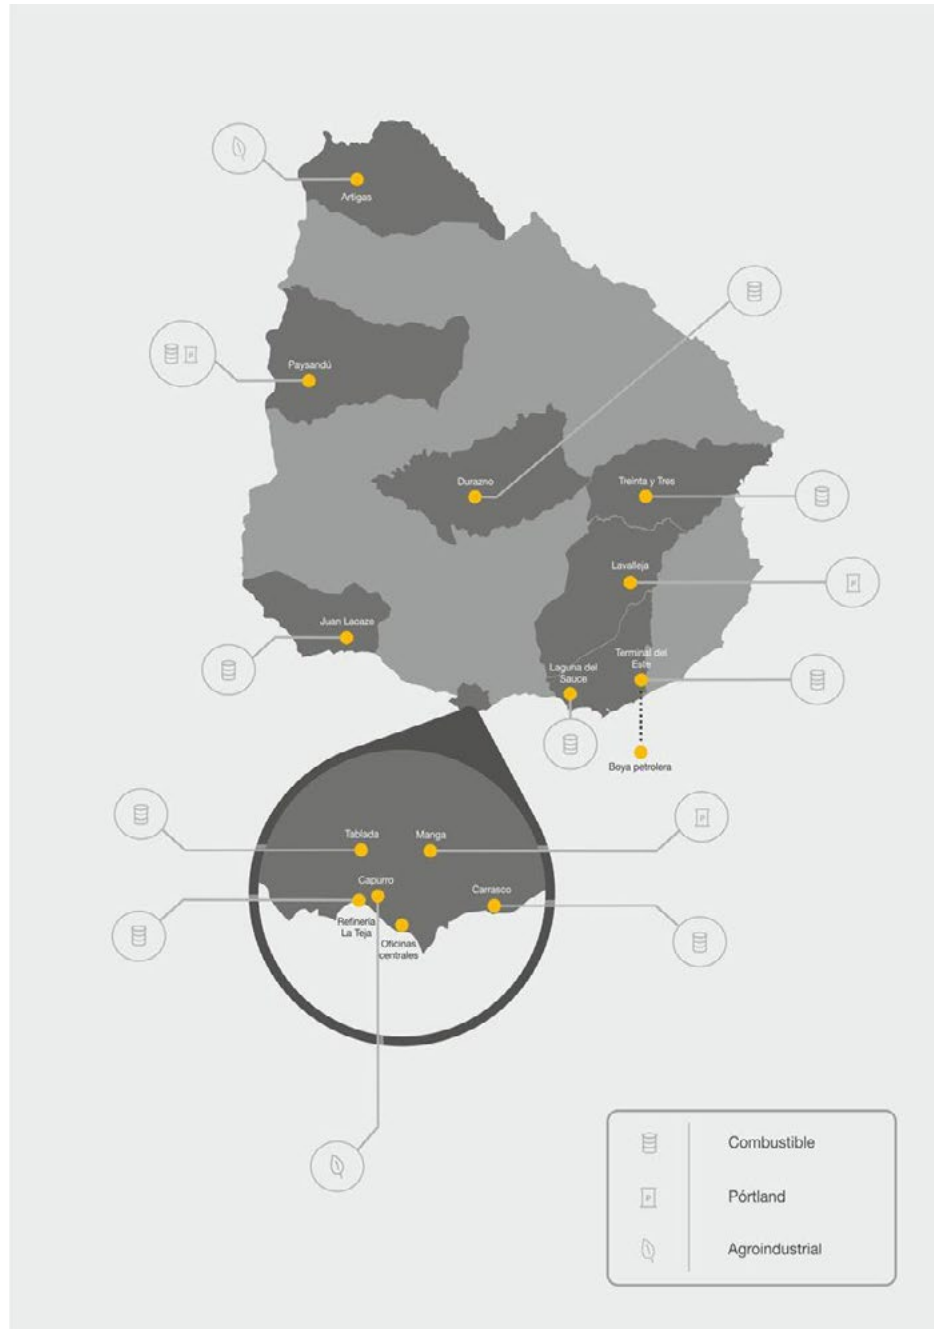 Artigas
Paysandú
Durazno
Treinta y Tres
Lavalleja
Juan Lacaze
Terminal del
Este
Laguna del
Sauce
Boya petrolera
Tablada
Manga
Capurro
Carrasco
Refinería
La Teja
Oficinas
centrales
P
P
P
P
Combustible
Pórtland
Agroindustrial